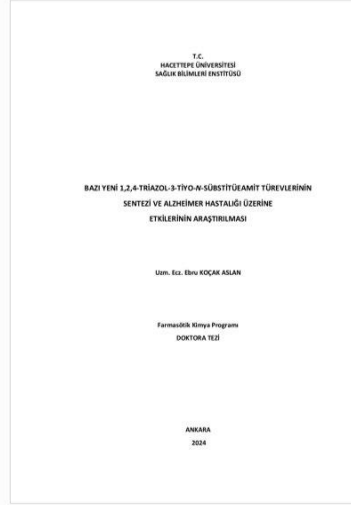 T.C.
HACETTEPE ÜNİVERSİTESİ
SAĞLIK BİLİMLERİ ENSTİTÜSÜ
BAZI YENİ 1,2,4-TRİAZOL-3-TİYO-N-SÜBSTİTÜEAMİT TÜREVLERİNİN
SENTEZİ VE ALZHEİMER HASTALIĞI ÜZERİNE
ETKİLERİNİN ARAŞTIRILMASI
Uzm. Ecz. Ebru KOÇAK ASLAN
Farmasötik Kimya Programı
DOKTORA TEZİ
ANKARA
2024